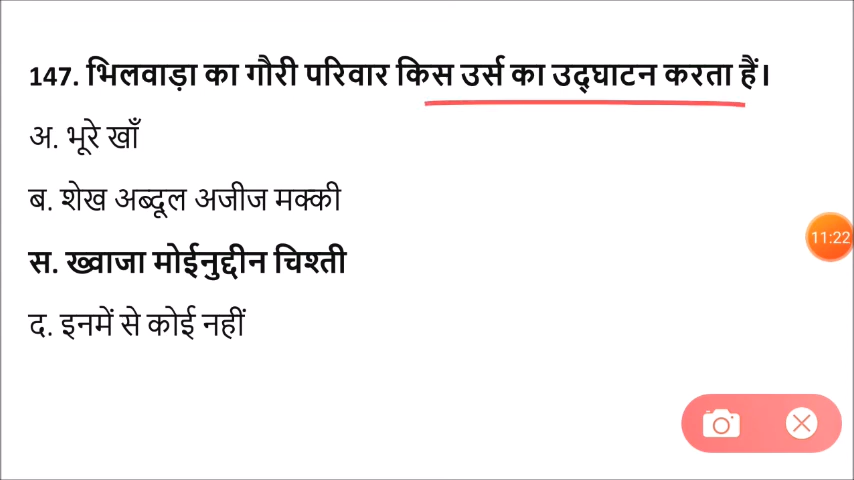 147. भिलवाड़ा का गौरी परिवार किस उर्स का उद्घाटन करता हैं।
अ. भूरे खाँ
ब. शेख अब्दूल अजीज मक्की
स. ख्वाजा मोईनुद्दीन चिश्ती
द. इनमें से कोई नहीं
11:22